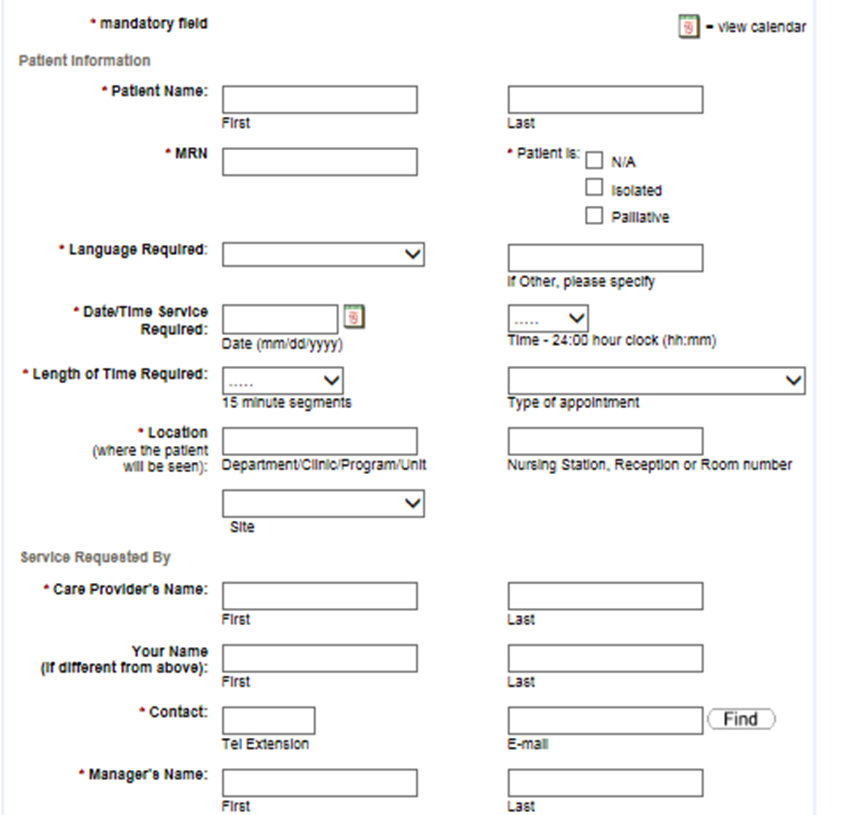 * mandatory field
= view calendar
Patient Information
* Patient Name:
First
Last
* MRN
* Patient Is:
N/A
Isolated
Palliative
* Language Required:
If Other, please specify
* Date/Time Service
Required:
Date (mm/dd/yyyy)
.....
Time - 24:00 hour clock (hh:mm)
* Length of Time Required:
.....
15 minute segments
Type of appointment
* Location
(where the patient
will be seen):
Department/Clinic/Program/Unit
Nursing Station, Reception or Room number
Site
Service Requested By
* Care Provider's Name:
First
Last
Your Name
(if different from above):
First
Last
* Contact:
Find
Tel Extension
E-mail
* Manager's Name:
First
Last